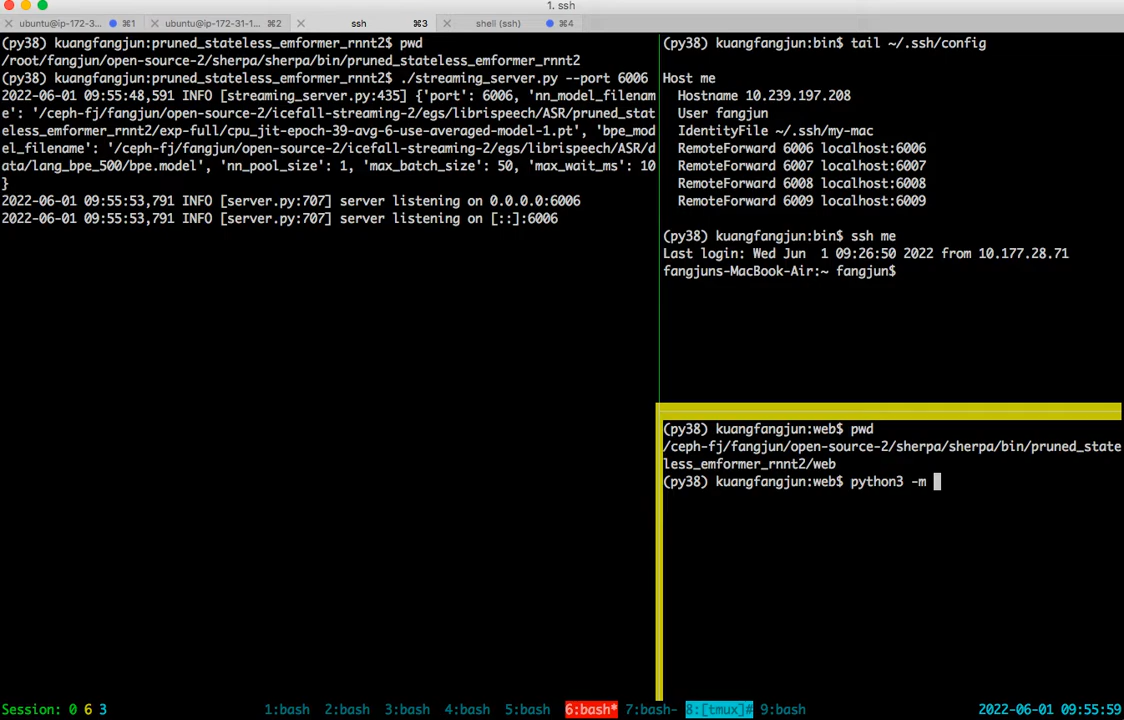 1. ssh
ubuntu@ip-172-3... ⌘1
ubuntu@ip-172-31-1... ⌘2
ssh ⌘3
shell (ssh) ⌘4
(py38) kuangfangjun:pruned_stateless_emformer_rnnt2$ pwd
/root/fangjun/open-source-2/sherpa/sherpa/bin/pruned_stateless_emformer_rnnt2
(py38) kuangfangjun:pruned_stateless_emformer_rnnt2$ ./streaming_server.py --port 6006
2022-06-01 09:55:48,591 INFO [streaming_server.py:435] {'port': 6006, 'nn_model_filenam
e': '/ceph-fj/fangjun/open-source-2/icefall-streaming-2/egs/librispeech/ASR/pruned_stat
eless_emformer_rnnt2/exp-full/cpu_jit-epoch-39-avg-6-use-averaged-model-1.pt', 'bpe_mod
el_filename': '/ceph-fj/fangjun/open-source-2/icefall-streaming-2/egs/librispeech/ASR/d
ata/lang_bpe_500/bpe.model', 'nn_pool_size': 1, 'max_batch_size': 50, 'max_wait_ms': 10
}
2022-06-01 09:55:53,791 INFO [server.py:707] server listening on 0.0.0.0:6006
2022-06-01 09:55:53,791 INFO [server.py:707] server listening on [::]:6006
(py38) kuangfangjun:bin$ tail ~/.ssh/config
Host me
Hostname 10.239.197.208
User fangjun
IdentityFile ~/.ssh/my-mac
RemoteForward 6006 localhost:6006
RemoteForward 6007 localhost:6007
RemoteForward 6008 localhost:6008
RemoteForward 6009 localhost:6009
(py38) kuangfangjun:bin$ ssh me
Last login: Wed Jun  1 09:26:50 2022 from 10.177.28.71
fangjuns-MacBook-Air:~ fangjun$
(py38) kuangfangjun:web$ pwd
/ceph-fj/fangjun/open-source-2/sherpa/sherpa/bin/pruned_state
less_emformer_rnnt2/web
(py38) kuangfangjun:web$ python3 -m
Session: 0 6 3 1:bash 2:bash 3:bash 4:bash 5:bash 6:bash* 7:bash- 8:[tmux]# 9:bash 2022-06-01 09:55:59